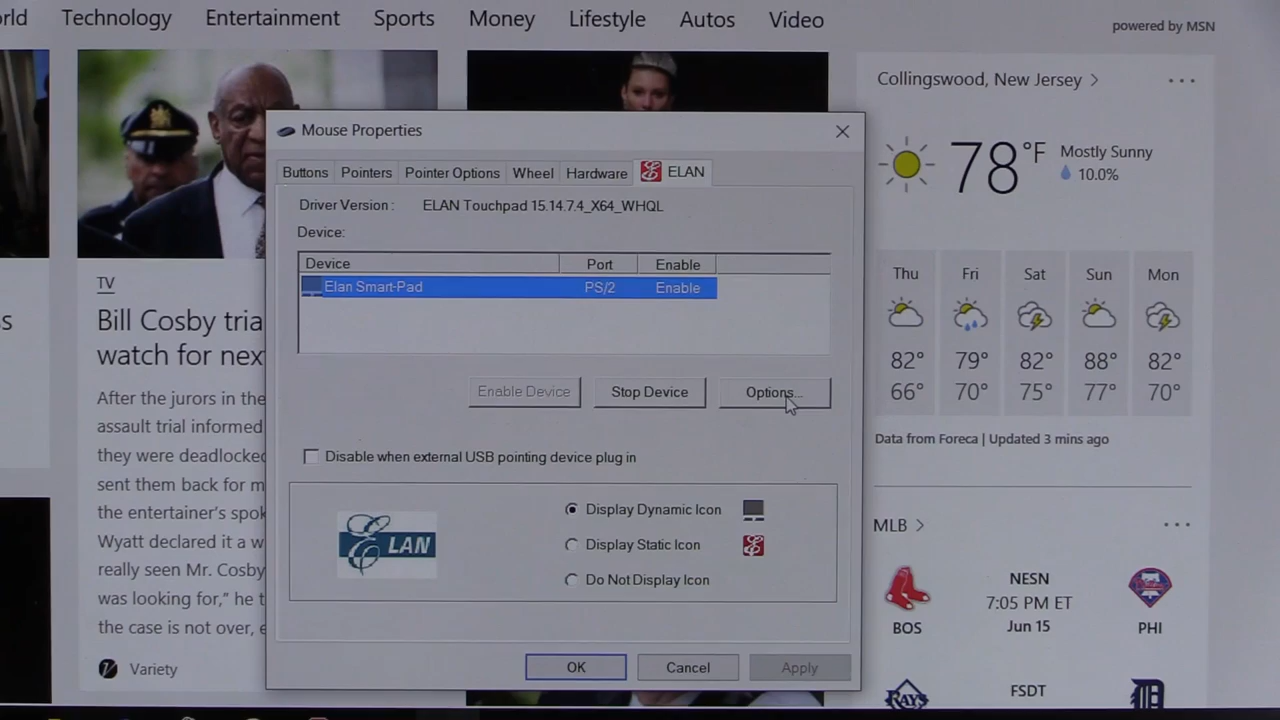 Technology Entertainment Sports Money Lifestyle Autos Video
powered by MSN
TV
Bill Cosby tria
watch for nex
After the jurors in the
assault trial informed
they were deadlocked
sent them back for m
the entertainer's spok
Wyatt declared it a w
really seen Mr. Cosby
was looking for," he t
the case is not over, e
Variety
Mouse Properties
Buttons Pointers Pointer Options Wheel Hardware ELAN
Driver Version : ELAN Touchpad 15.14.7.4_X64_WHQL
Device:
Device Port Enable
Elan Smart-Pad PS/2 Enable
Enable Device Stop Device Options...
Disable when external USB pointing device plug in
ELAN
Display Dynamic Icon
Display Static Icon
Do Not Display Icon
OK Cancel Apply
Collingswood, New Jersey
78°F Mostly Sunny
10.0%
Thu Fri Sat Sun Mon
82° 79° 82° 88° 82°
66° 70° 75° 77° 70°
Data from Foreca | Updated 3 mins ago
MLB
NESN
7:05 PM ET
BOS Jun 15 PHI
RAYS FSDT